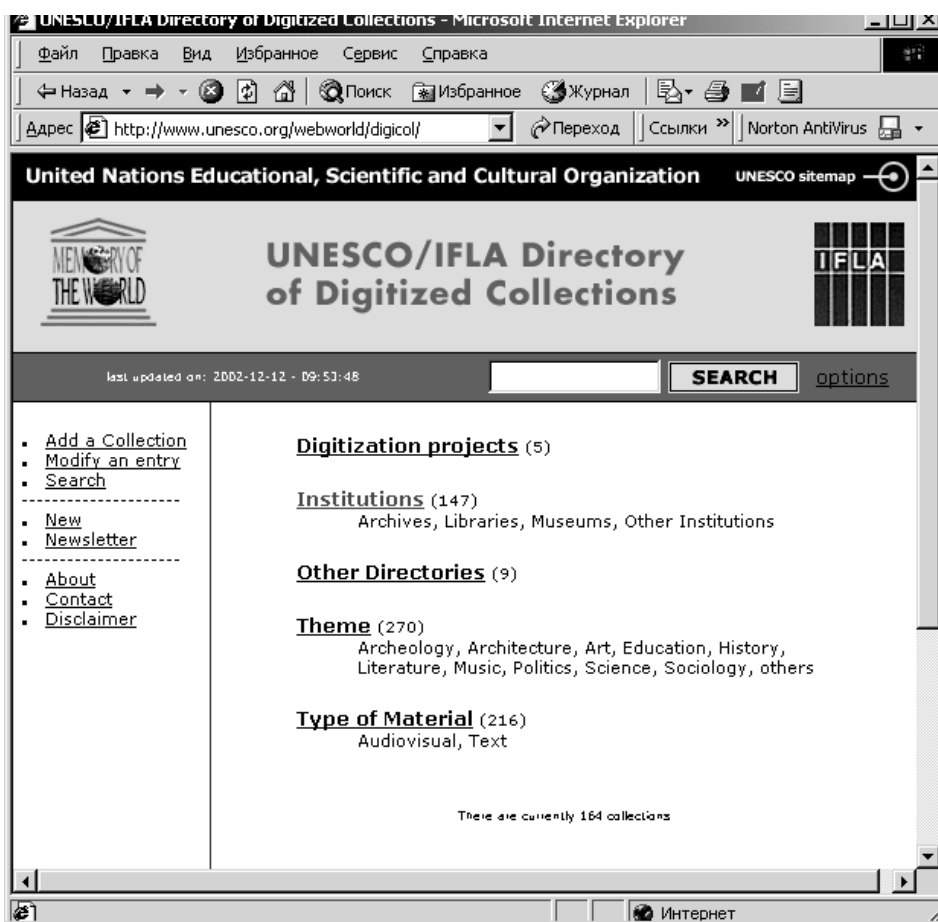 UNESCO/IFLA Directory of Digitized Collections - Microsoft Internet Explorer
Файл Правка Вид Избранное Сервис Справка
Назад Поиск Избранное Журнал
Адрес http://www.unesco.org/webworld/digicol/ Переход Ссылки » Norton AntiVirus
United Nations Educational, Scientific and Cultural Organization UNESCO sitemap
MEMORY OF
THE WORLD
UNESCO/IFLA Directory
of Digitized Collections
IFLA
last updated on: 2002-12-12 - 09:53:48 SEARCH options
Add a Collection
Modify an entry
Search
--------------------
New
Newsletter
--------------------
About
Contact
Disclaimer
Digitization projects (5)
Institutions (147)
Archives, Libraries, Museums, Other Institutions
Other Directories (9)
Theme (270)
Archeology, Architecture, Art, Education, History,
Literature, Music, Politics, Science, Sociology, others
Type of Material (216)
Audiovisual, Text
There are currently 164 collections
Интернет